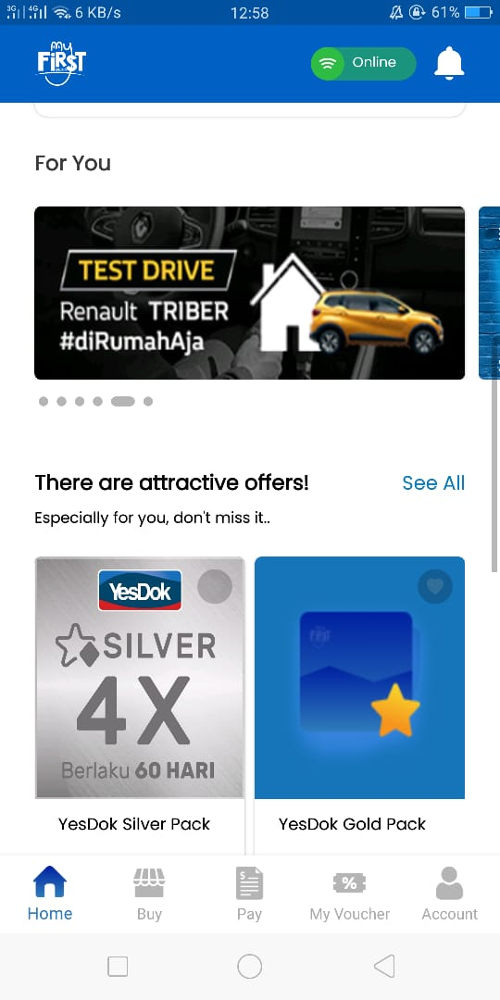 3G 4G 6 KB/s 12:58 61%
my
FiRST
Online
For You
TEST DRIVE
Renault TRIBER
#diRumahAja
There are attractive offers!
See All
Especially for you, don't miss it..
YesDok
SILVER
4X
Berlaku 60 HARI
YesDok Silver Pack
YesDok Gold Pack
Home
Buy
Pay
My Voucher
Account